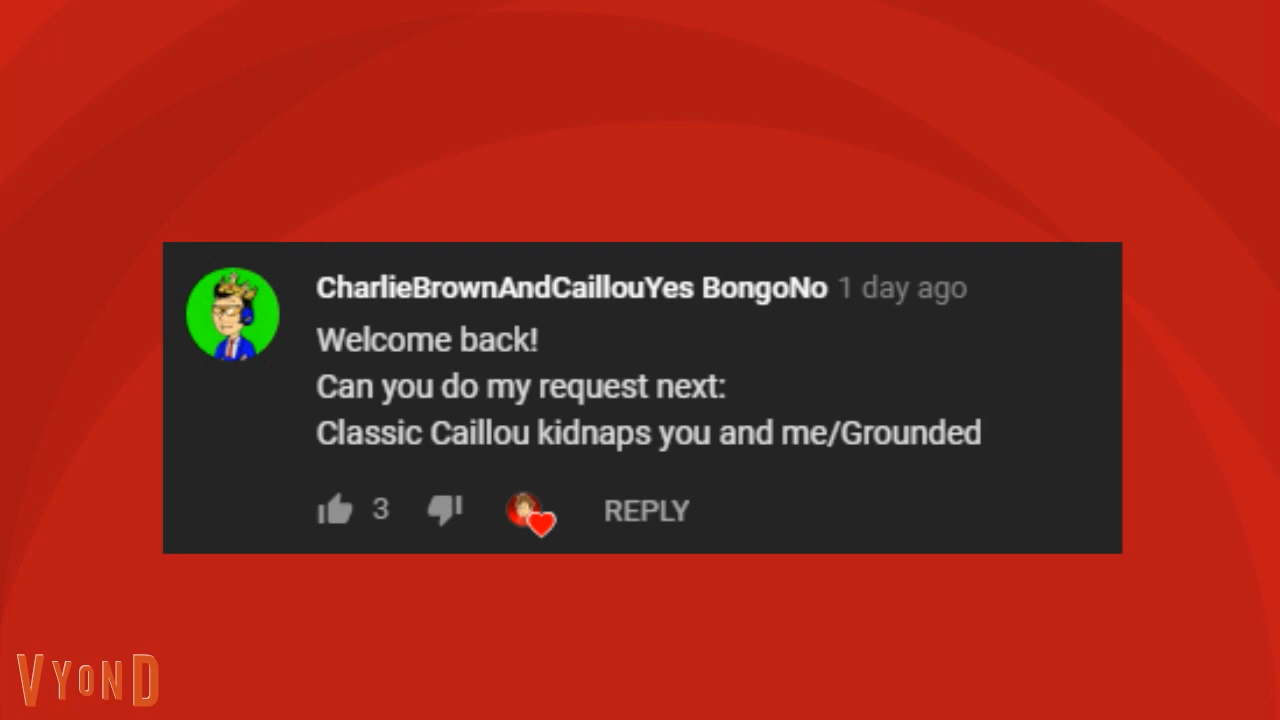 CharlieBrownAndCaillouYes BongoNo 1 day ago
Welcome back!
Can you do my request next:
Classic Caillou kidnaps you and me/Grounded
3 REPLY
VYOND